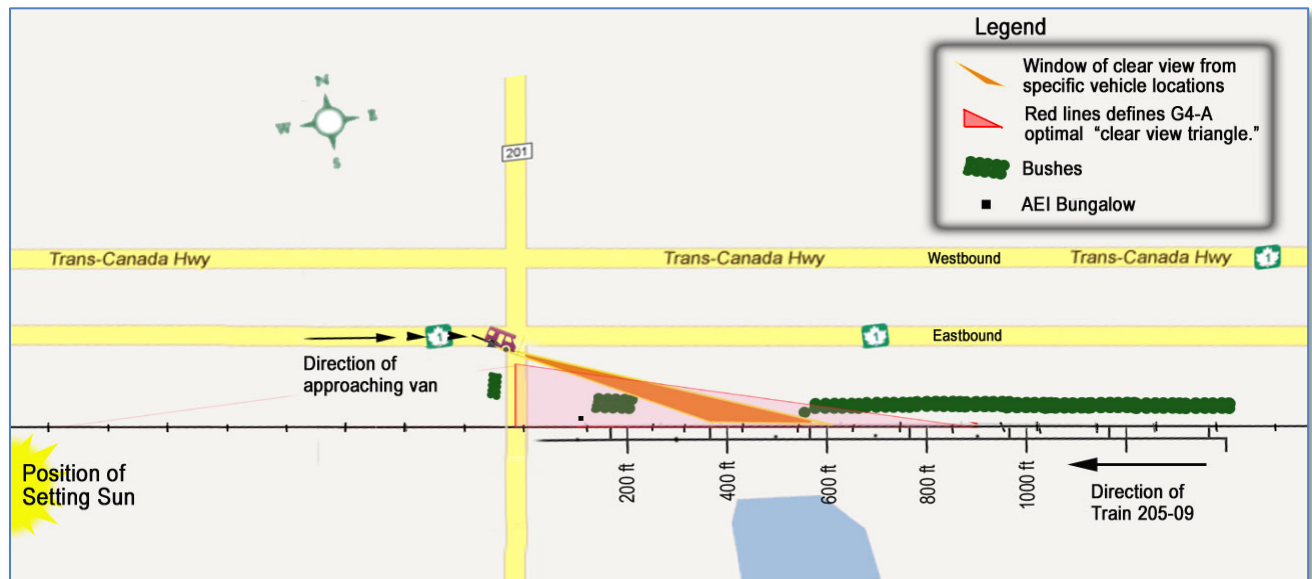 Legend
Window of clear view from
specific vehicle locations
Red lines defines G4-A
optimal "clear view triangle."
Bushes
AEI Bungalow
N
W
E
S
201
Trans-Canada Hwy
Trans-Canada Hwy
Westbound
Trans-Canada Hwy
1
1
1
Eastbound
Direction of
approaching van
Position of
Setting Sun
200 ft
400 ft
600 ft
800 ft
1000 ft
Direction of
Train 205-09